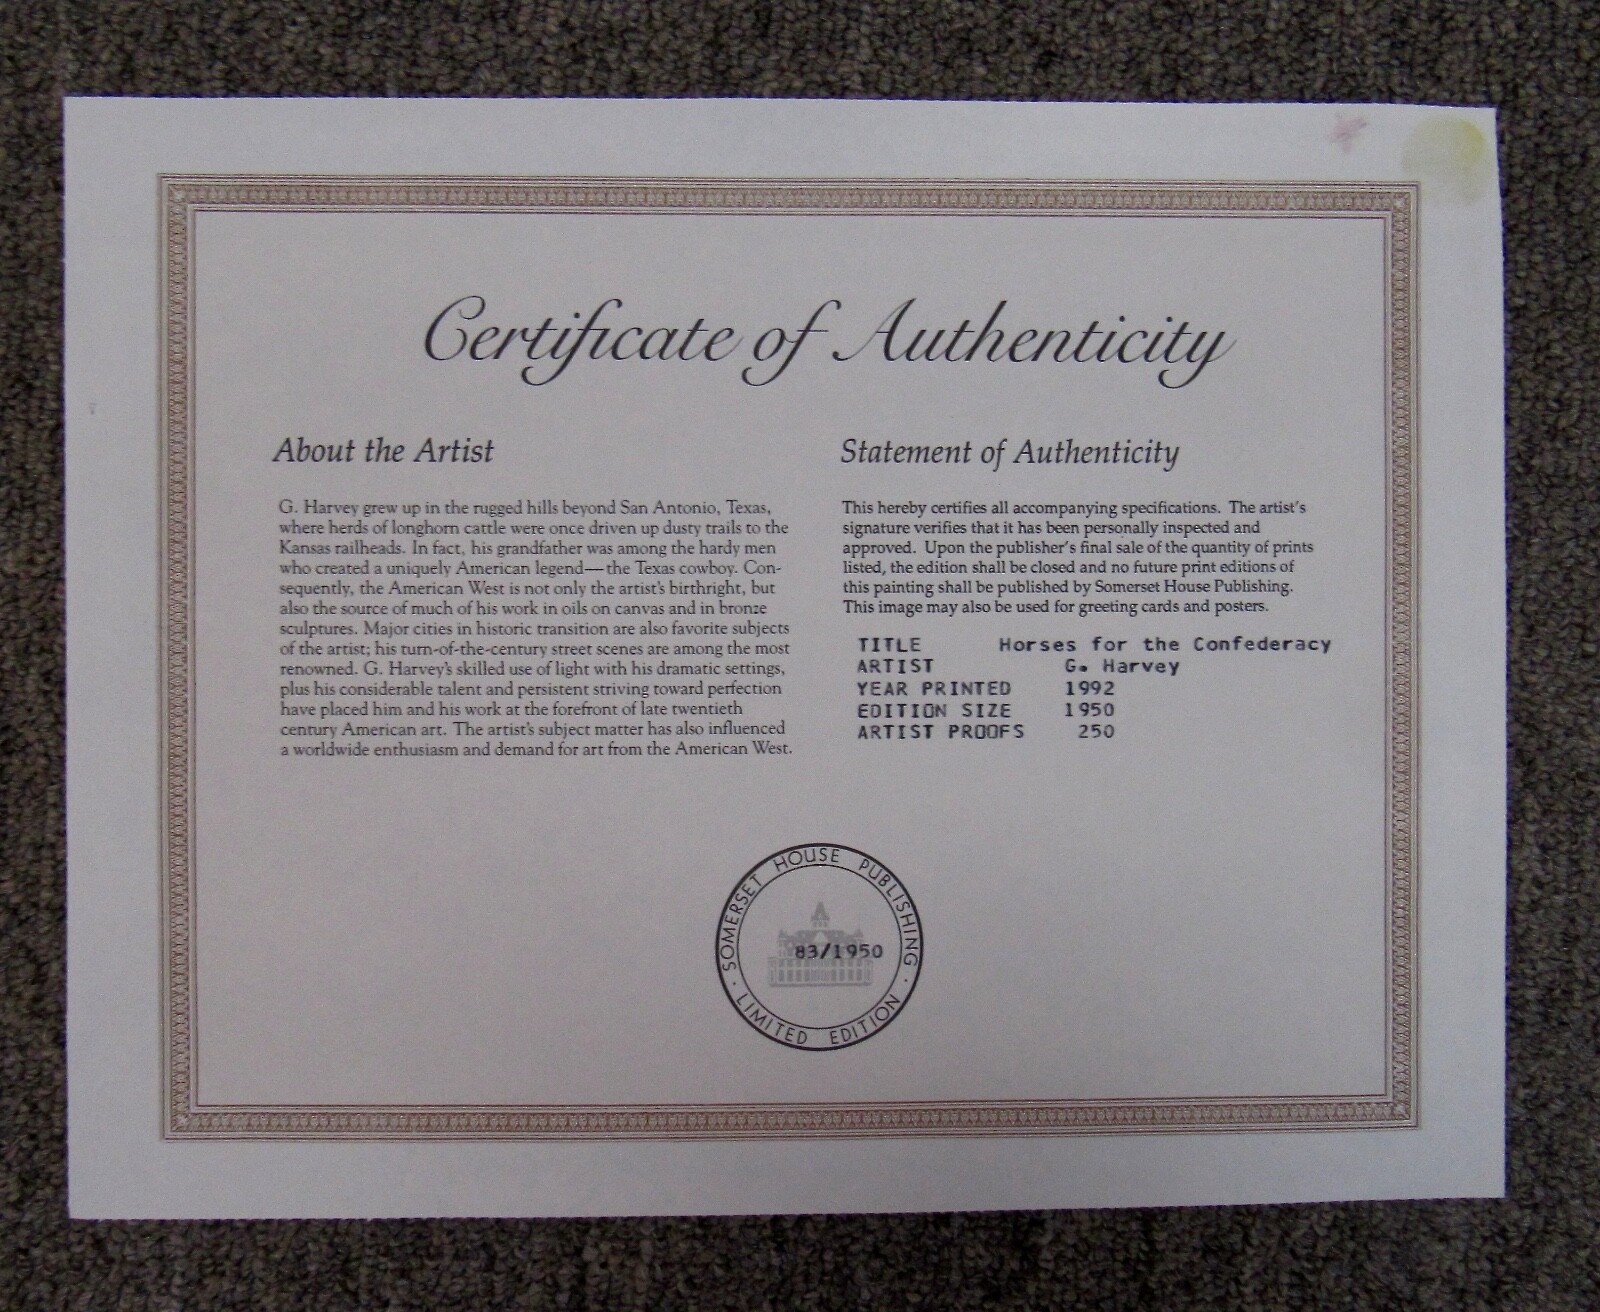 Certificate of Authenticity
About the Artist
G. Harvey grew up in the rugged hills beyond San Antonio, Texas,
where herds of longhorn cattle were once driven up dusty trails to the
Kansas railheads. In fact, his grandfather was among the hardy men
who created a uniquely American legend—the Texas cowboy. Con-
sequently, the American West is not only the artist's birthright, but
also the source of much of his work in oils on canvas and in bronze
sculptures. Major cities in historic transition are also favorite subjects
of the artist; his turn-of-the-century street scenes are among the most
renowned. G. Harvey's skilled use of light with his dramatic settings,
plus his considerable talent and persistent striving toward perfection
have placed him and his work at the forefront of late twentieth
century American art. The artist's subject matter has also influenced
a worldwide enthusiasm and demand for art from the American West.
Statement of Authenticity
This hereby certifies all accompanying specifications. The artist's
signature verifies that it has been personally inspected and
approved. Upon the publisher's final sale of the quantity of prints
listed, the edition shall be closed and no future print editions of
this painting shall be published by Somerset House Publishing.
This image may also be used for greeting cards and posters.
TITLE Horses for the Confederacy
ARTIST G. Harvey
YEAR PRINTED 1992
EDITION SIZE 1950
ARTIST PROOFS 250
SOMERSET HOUSE PUBLISHING
83/1950
· LIMITED EDITION ·